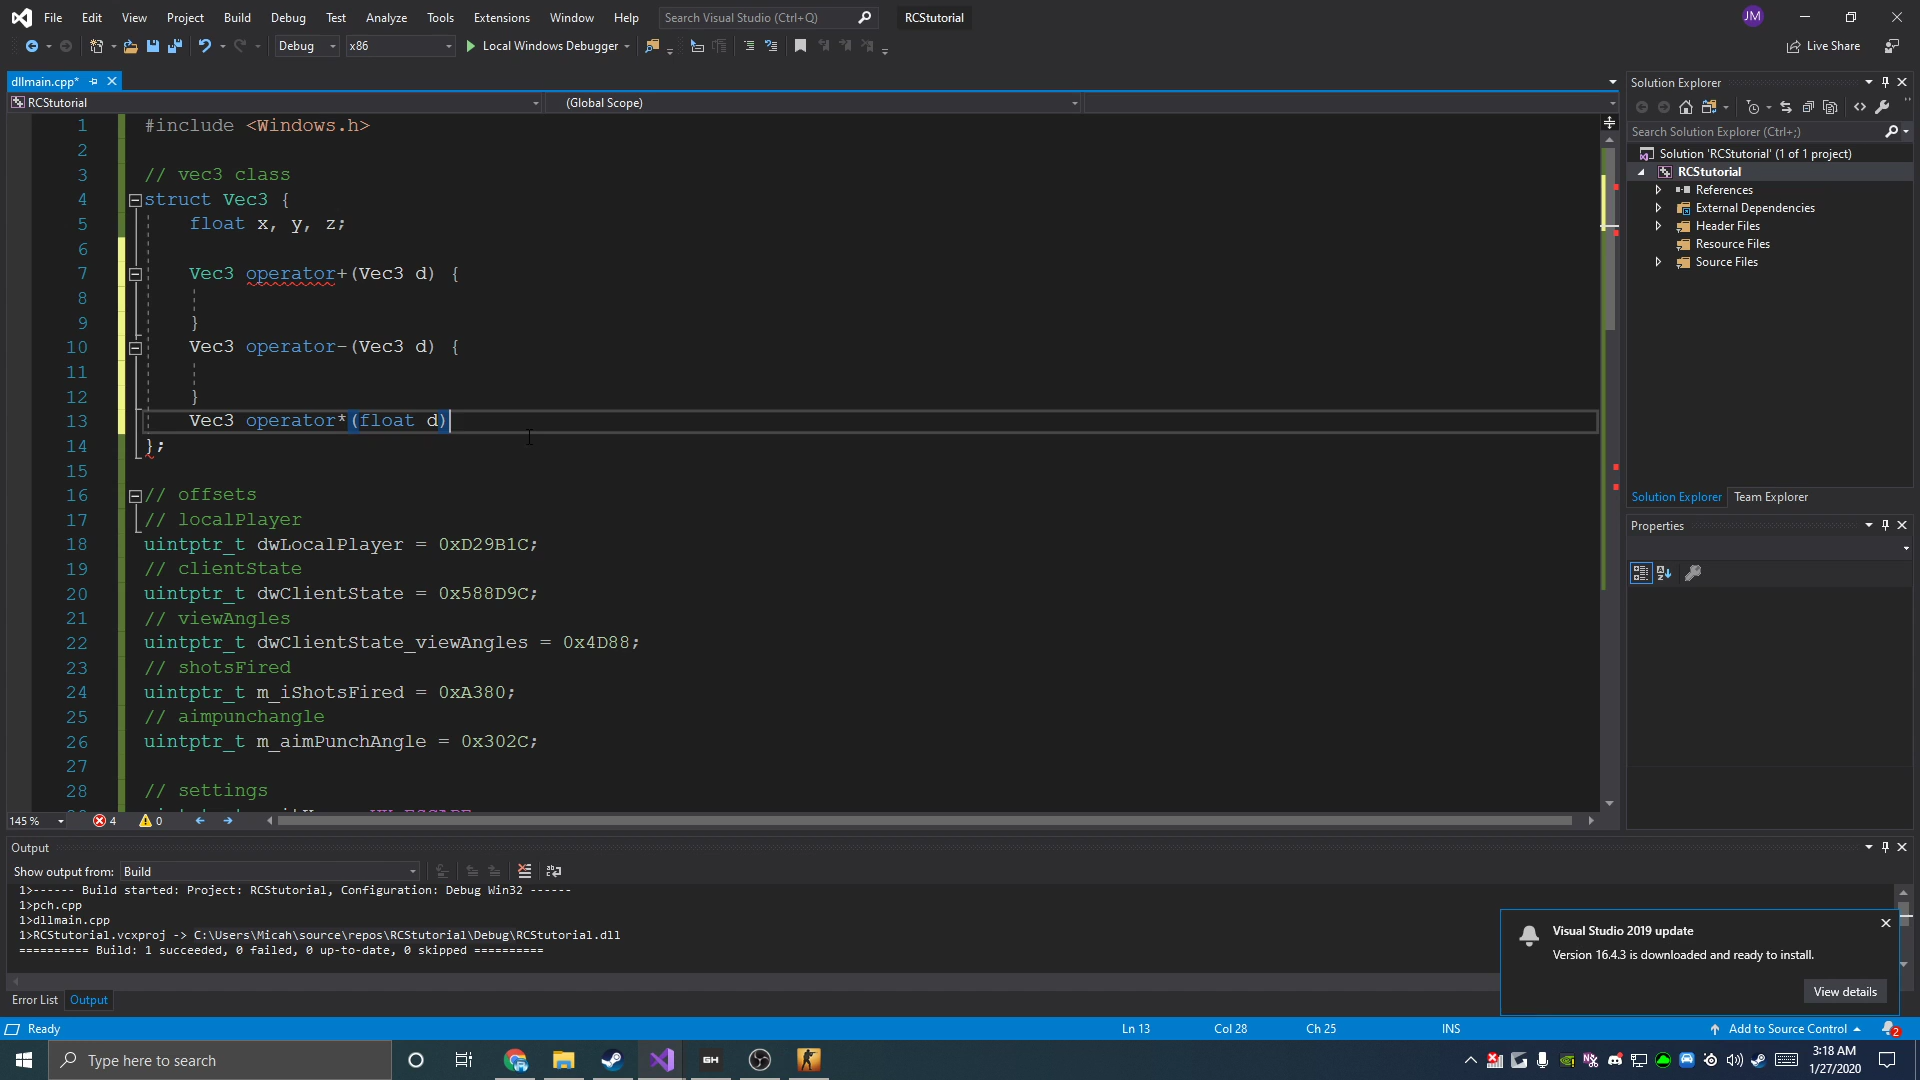 File Edit View Project Build Debug Test Analyze Tools Extensions Window Help Search Visual Studio (Ctrl+Q) RCStutorial JM
Debug x86 Local Windows Debugger Live Share
dllmain.cpp*
RCStutorial (Global Scope)
1 #include <Windows.h>
2
3 // vec3 class
4 struct Vec3 {
5 float x, y, z;
6
7 Vec3 operator+(Vec3 d) {
8
9 }
10 Vec3 operator-(Vec3 d) {
11
12 }
13 Vec3 operator*(float d)
14 };
15
16 // offsets
17 // localPlayer
18 uintptr_t dwLocalPlayer = 0xD29B1C;
19 // clientState
20 uintptr_t dwClientState = 0x588D9C;
21 // viewAngles
22 uintptr_t dwClientState_viewAngles = 0x4D88;
23 // shotsFired
24 uintptr_t m_iShotsFired = 0xA380;
25 // aimpunchangle
26 uintptr_t m_aimPunchAngle = 0x302C;
27
28 // settings
145 % 4 0
Solution Explorer
Search Solution Explorer (Ctrl+;)
Solution 'RCStutorial' (1 of 1 project)
RCStutorial
References
External Dependencies
Header Files
Resource Files
Source Files
Solution Explorer Team Explorer
Properties
Output
Show output from: Build
1>------ Build started: Project: RCStutorial, Configuration: Debug Win32 ------
1>pch.cpp
1>dllmain.cpp
1>RCStutorial.vcxproj -> C:\Users\Micah\source\repos\RCStutorial\Debug\RCStutorial.dll
========== Build: 1 succeeded, 0 failed, 0 up-to-date, 0 skipped ==========
Error List Output
Visual Studio 2019 update
Version 16.4.3 is downloaded and ready to install.
View details
Ready Ln 13 Col 28 Ch 25 INS Add to Source Control 2
Type here to search GH 3:18 AM
1/27/2020